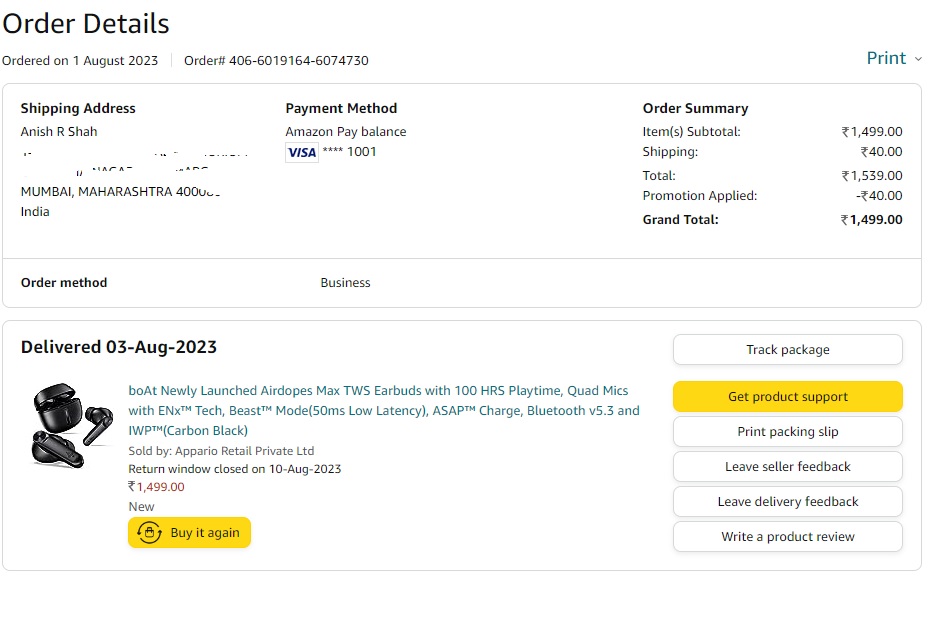 Order Details
Ordered on 1 August 2023
Order# 406-6019164-6074730
Print
Shipping Address
Anish R Shah
MUMBAI, MAHARASHTRA
India
Payment Method
Amazon Pay balance
VISA **** 1001
Order Summary
Item(s) Subtotal: ₹1,499.00
Shipping: ₹40.00
Total: ₹1,539.00
Promotion Applied: -₹40.00
Grand Total: ₹1,499.00
Order method Business
Delivered 03-Aug-2023
boAt Newly Launched Airdopes Max TWS Earbuds with 100 HRS Playtime, Quad Mics
with ENx™ Tech, Beast™ Mode(50ms Low Latency), ASAP™ Charge, Bluetooth v5.3 and
IWP™(Carbon Black)
Sold by: Appario Retail Private Ltd
Return window closed on 10-Aug-2023
₹1,499.00
New
Buy it again
Track package
Get product support
Print packing slip
Leave seller feedback
Leave delivery feedback
Write a product review